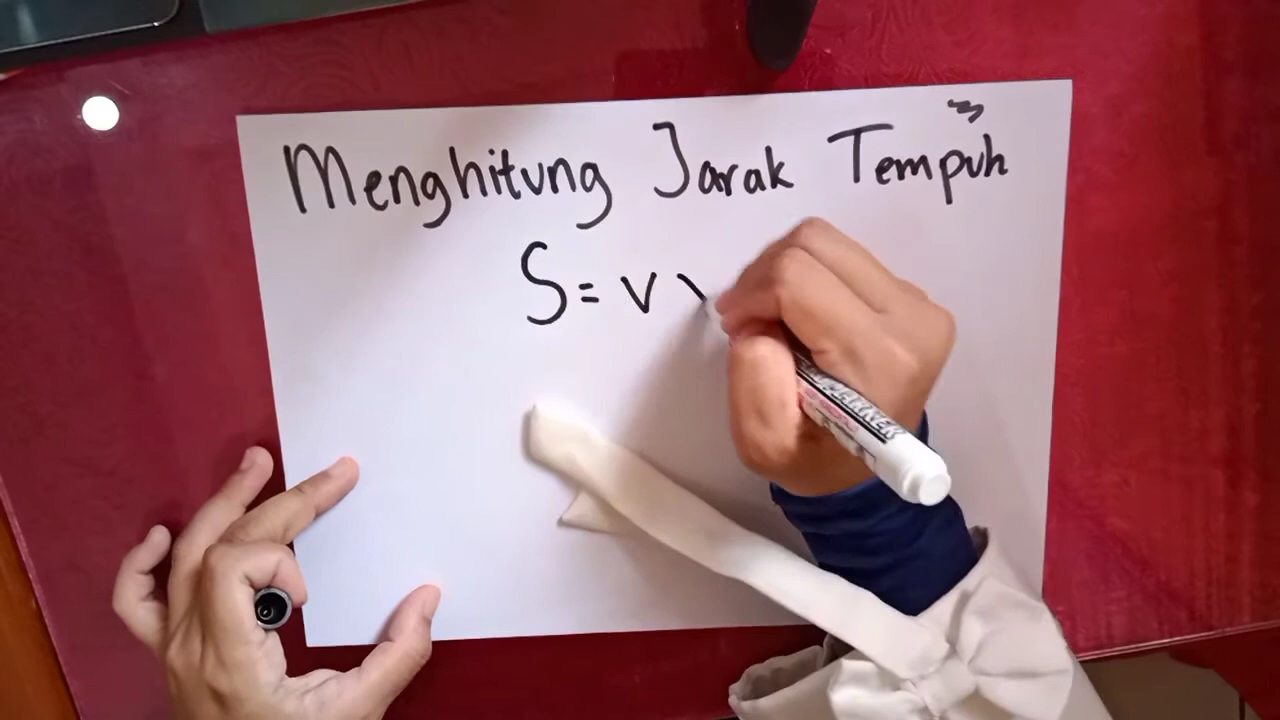 Menghitung Jarak Tempuh
S = v